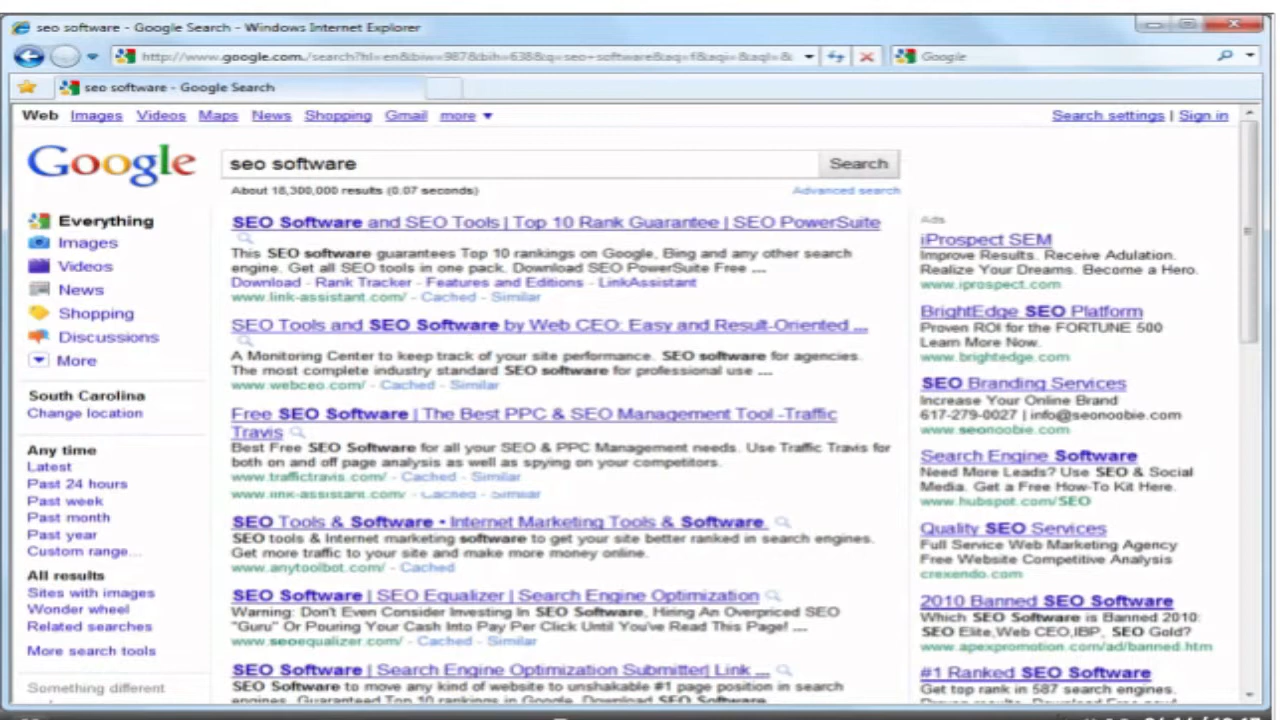 seo software - Google Search - Windows Internet Explorer
http://www.google.com./search?hl=en&biw=987&bih=638&q=seo+software&aq=f&aqi=&aql=&
Google
seo software - Google Search
Web Images Videos Maps News Shopping Gmail more
Search settings | Sign in
Google
seo software
Search
About 18,300,000 results (0.07 seconds)
Advanced search
Everything
Images
Videos
News
Shopping
Discussions
More
South Carolina
Change location
Any time
Latest
Past 24 hours
Past week
Past month
Past year
Custom range...
All results
Sites with images
Wonder wheel
Related searches
More search tools
Something different
SEO Software and SEO Tools | Top 10 Rank Guarantee | SEO PowerSuite
This SEO software guarantees Top 10 rankings on Google, Bing and any other search
engine. Get all SEO tools in one pack. Download SEO PowerSuite Free ...
Download - Rank Tracker - Features and Editions - LinkAssistant
www.link-assistant.com/ - Cached - Similar
SEO Tools and SEO Software by Web CEO: Easy and Result-Oriented ...
A Monitoring Center to keep track of your site performance. SEO software for agencies.
The most complete industry standard SEO software for professional use ...
www.webceo.com/ - Cached - Similar
Free SEO Software | The Best PPC & SEO Management Tool -Traffic
Travis
Best Free SEO Software for all your SEO & PPC Management needs. Use Traffic Travis for
both on and off page analysis as well as spying on your competitors.
www.traffictravis.com/ - Cached - Similar
www.link-assistant.com/ - Cached - Similar
SEO Tools & Software • Internet Marketing Tools & Software
SEO tools & Internet marketing software to get your site better ranked in search engines.
Get more traffic to your site and make more money online.
www.anytoolbot.com/ - Cached
SEO Software | SEO Equalizer | Search Engine Optimization
Warning: Don't Even Consider Investing In SEO Software, Hiring An Overpriced SEO
"Guru" Or Pouring Your Cash Into Pay Per Click Until You've Read This Page! ...
www.seoequalizer.com/ - Cached - Similar
SEO Software | Search Engine Optimization Submitter| Link ...
SEO Software to move any kind of website to unshakable #1 page position in search
engines. Guaranteed Top 10 rankings in Google. Download SEO Software
Ads
iProspect SEM
Improve Results. Receive Adulation.
Realize Your Dreams. Become a Hero.
www.iprospect.com
BrightEdge SEO Platform
Proven ROI for the FORTUNE 500
Learn More Now.
www.brightedge.com
SEO Branding Services
Increase Your Online Brand
617-279-0027 | info@seonoobie.com
www.seonoobie.com
Search Engine Software
Need More Leads? Use SEO & Social
Media. Get a Free How-To Kit Here.
www.hubspot.com/SEO
Quality SEO Services
Full Service Web Marketing Agency
Free Website Competitive Analysis
crexendo.com
2010 Banned SEO Software
Which SEO Software is Banned 2010:
SEO Elite,Web CEO,IBP, SEO Gold?
www.apexpromotion.com/ad/banned.htm
#1 Ranked SEO Software
Get top rank in 587 search engines.